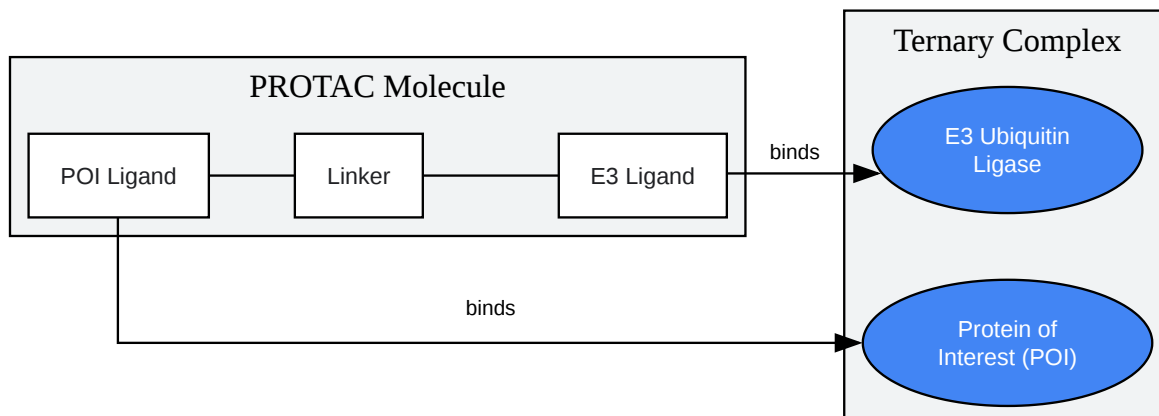 Ternary Complex
PROTAC Molecule
E3 Ubiquitin
Ligase
binds
POI Ligand
Linker
E3 Ligand
binds
Protein of
Interest (POI)